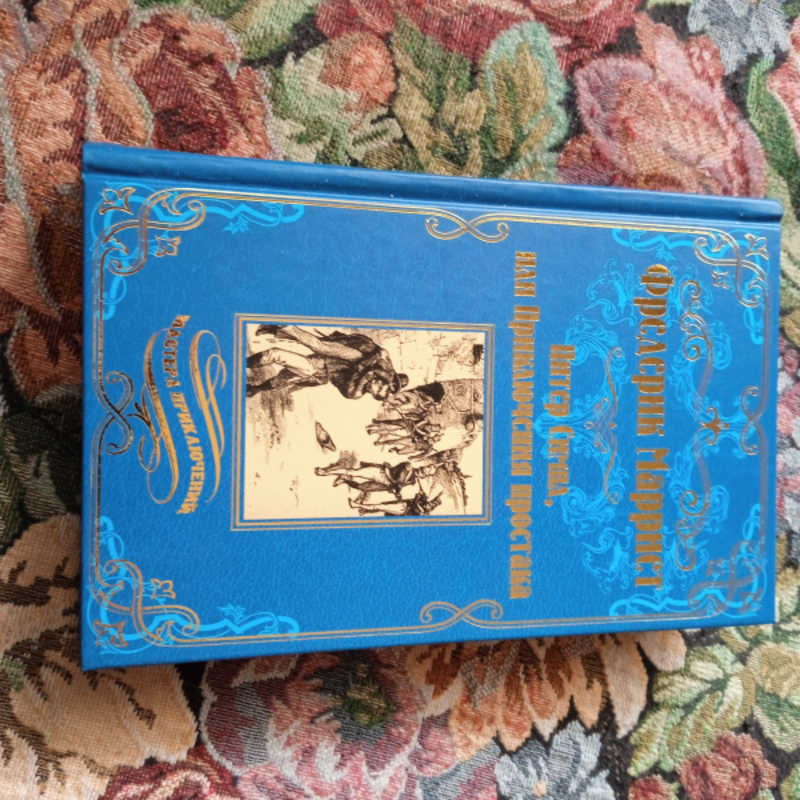 Фредерик Марриет
Питер Симпл,
или Приключения простака
МАСТЕРА ПРИКЛЮЧЕНИЙ